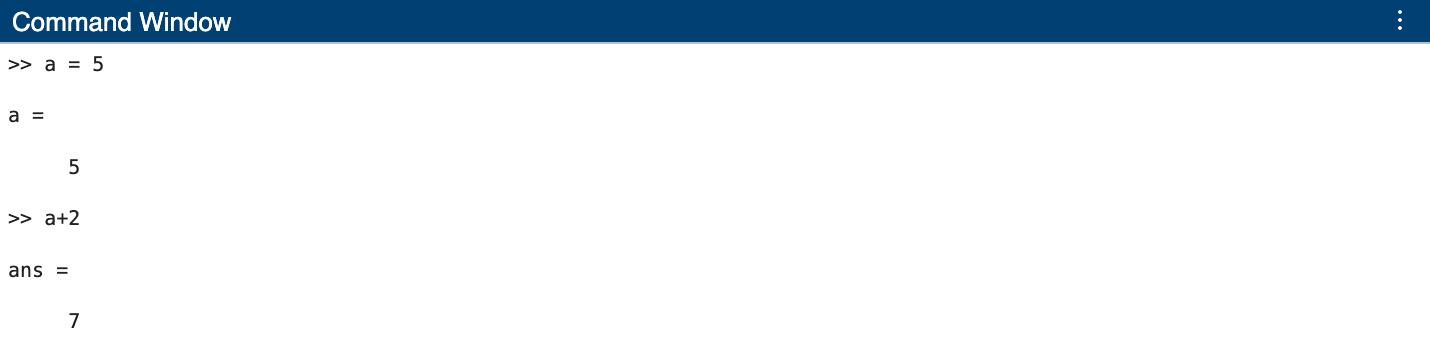 Command Window
>> a = 5
a =
5
>> a+2
ans =
7